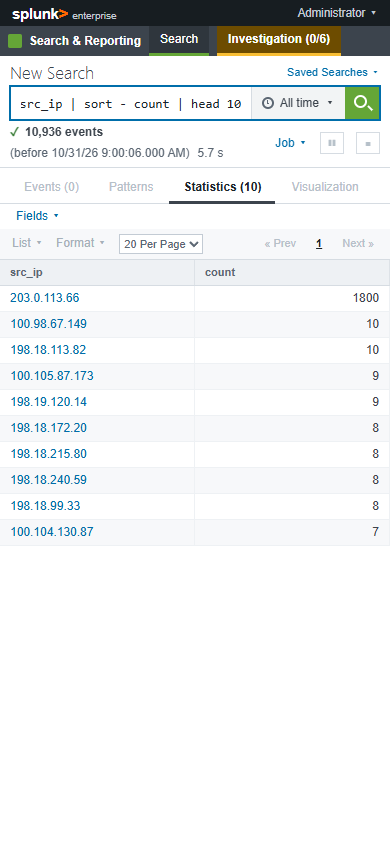 splunk> enterprise
Administrator
Search & Reporting
Search
Investigation (0/6)
New Search
Saved Searches
src_ip | sort - count | head 10
All time
✓ 10,936 events
(before 10/31/26 9:00:06.000 AM) 5.7 s
Job
Events (0)
Patterns
Statistics (10)
Visualization
Fields
List
Format
20 Per Page
« Prev
1
Next »
src_ip count
203.0.113.66 1800
100.98.67.149 10
198.18.113.82 10
100.105.87.173 9
198.19.120.14 9
198.18.172.20 8
198.18.215.80 8
198.18.240.59 8
198.18.99.33 8
100.104.130.87 7